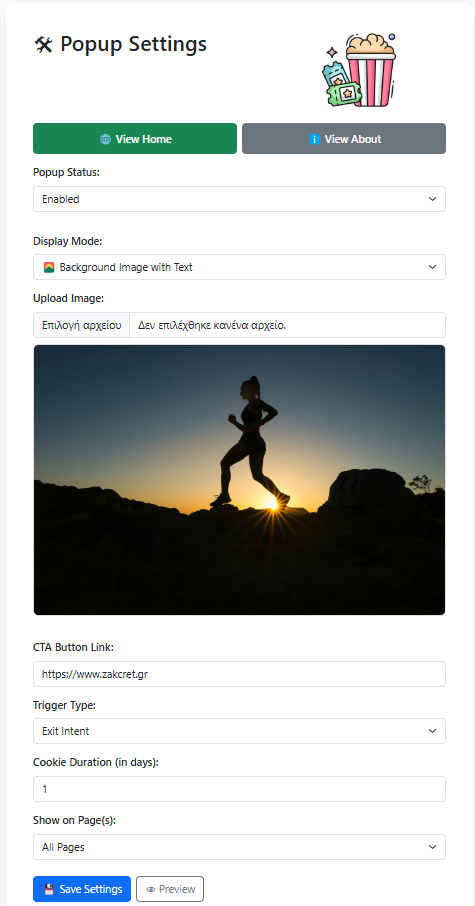 Popup Settings
View Home
View About
Popup Status:
Enabled
Display Mode:
Background Image with Text
Upload Image:
Επιλογή αρχείου Δεν επιλέχθηκε κανένα αρχείο.
CTA Button Link:
https://www.zakcret.gr
Trigger Type:
Exit Intent
Cookie Duration (in days):
1
Show on Page(s):
All Pages
Save Settings
Preview